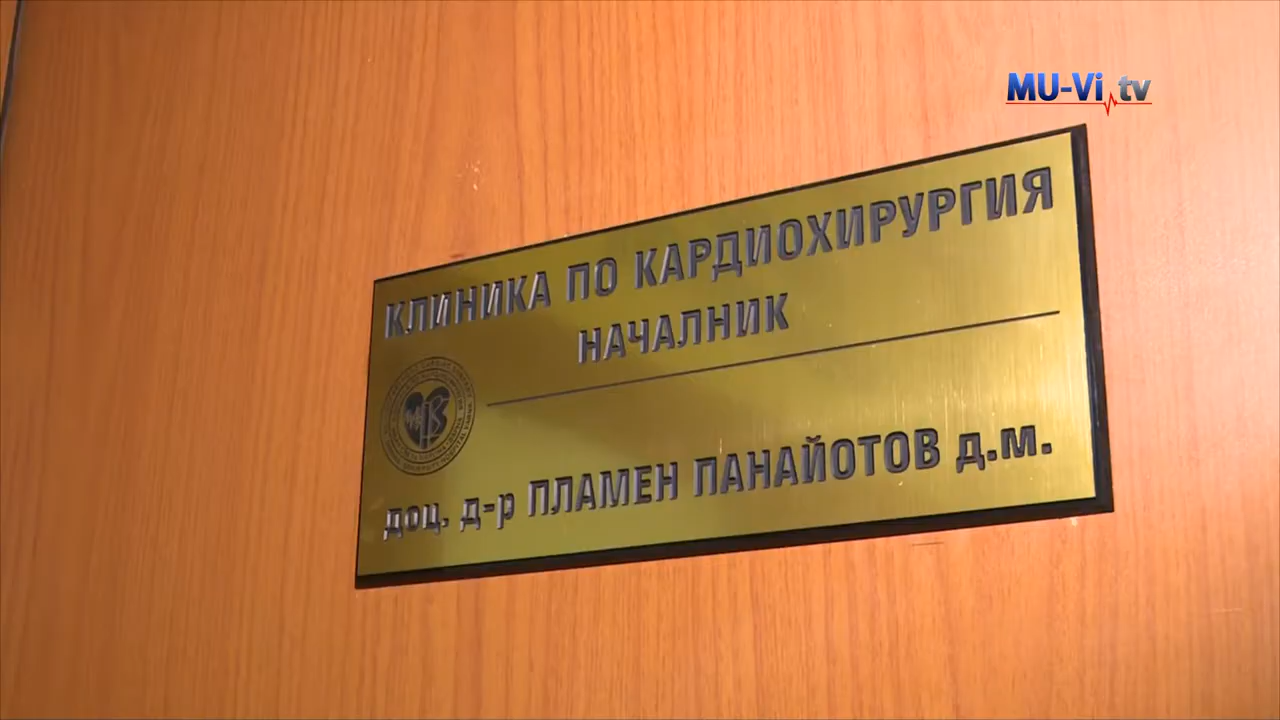 MU-Vi.tv
КЛИНИКА ПО КАРДИОХИРУРГИЯ
НАЧАЛНИК
доц. д-р ПЛАМЕН ПАНАЙОТОВ д.м.